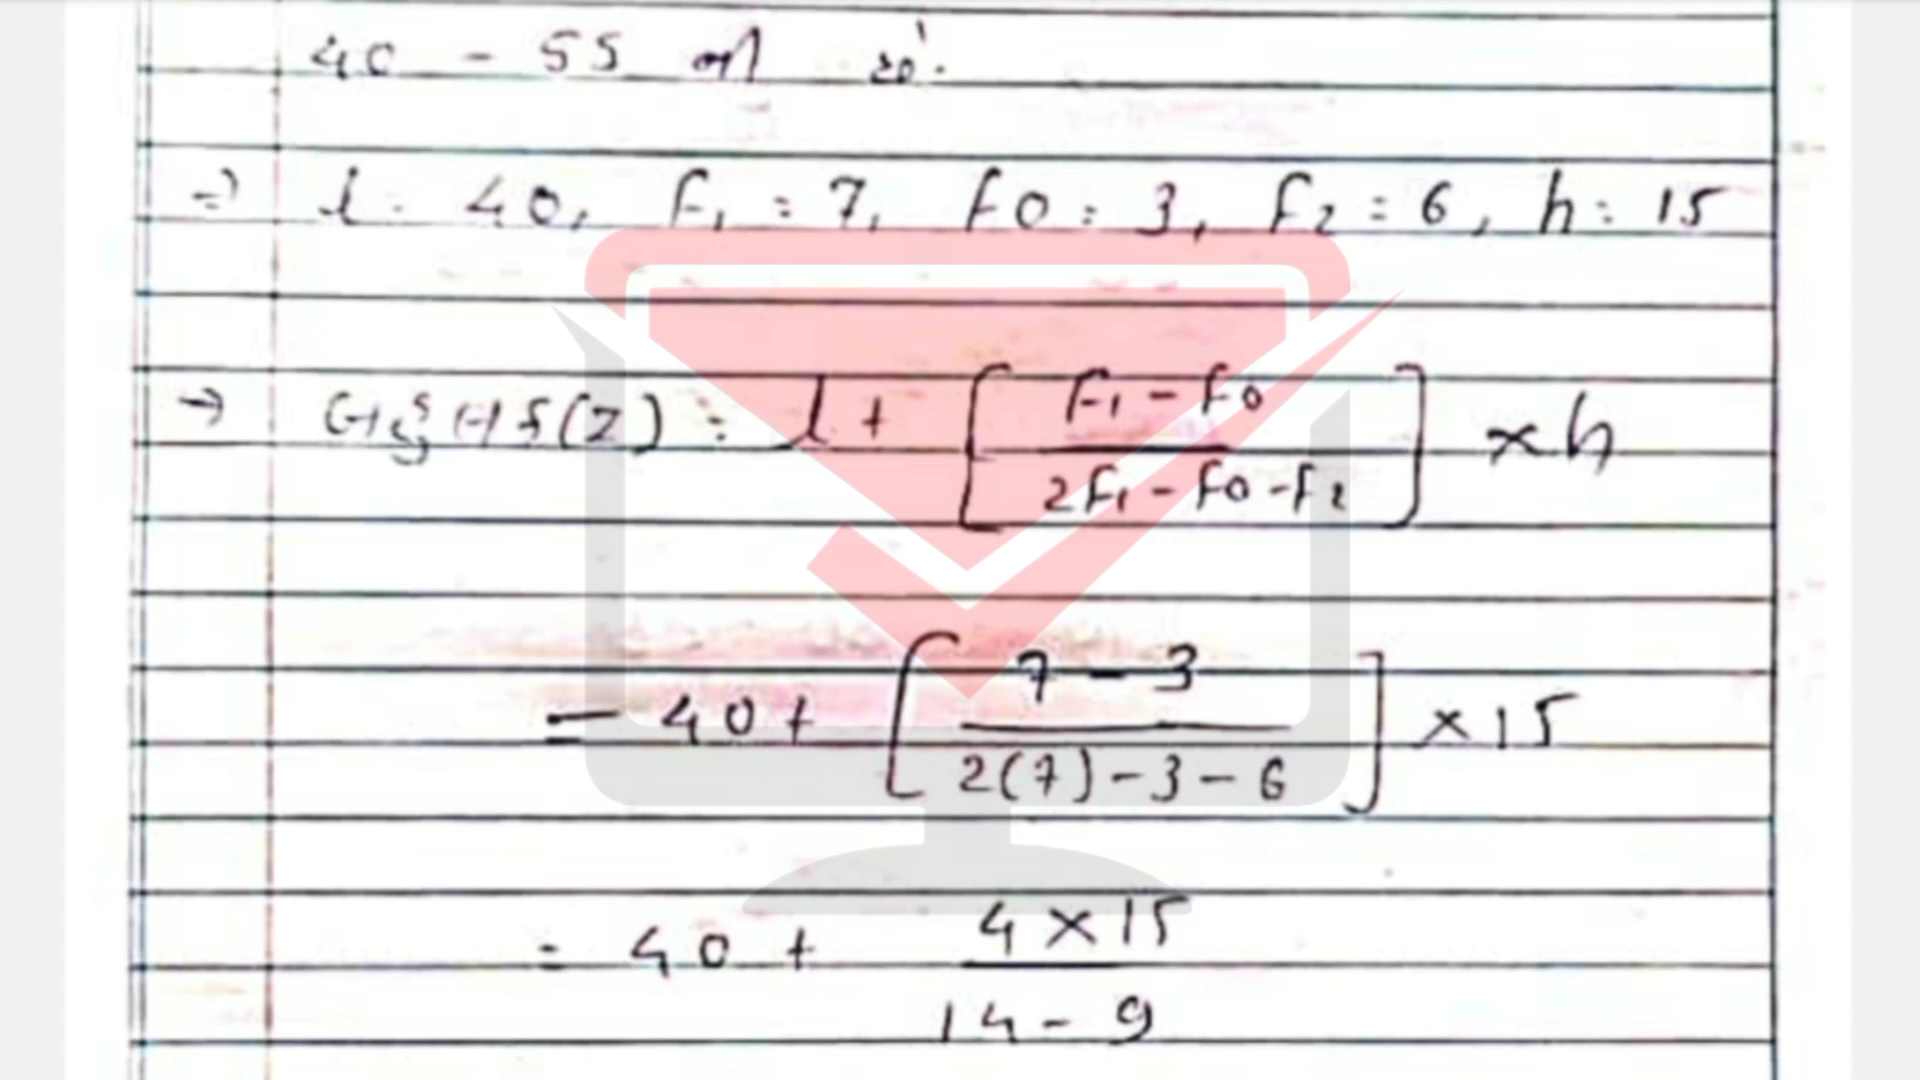 40 - 55
⇒ l = 40, F₁ = 7, F0 = 3, F₂ = 6, h = 15
→ બહુલક(Z) = l + [ F₁ - F0 / 2F₁ - F0 - F₂ ] × h
= 40 + [ 7 - 3 / 2(7) - 3 - 6 ] × 15
= 40 + 4 × 15 / 14 - 9